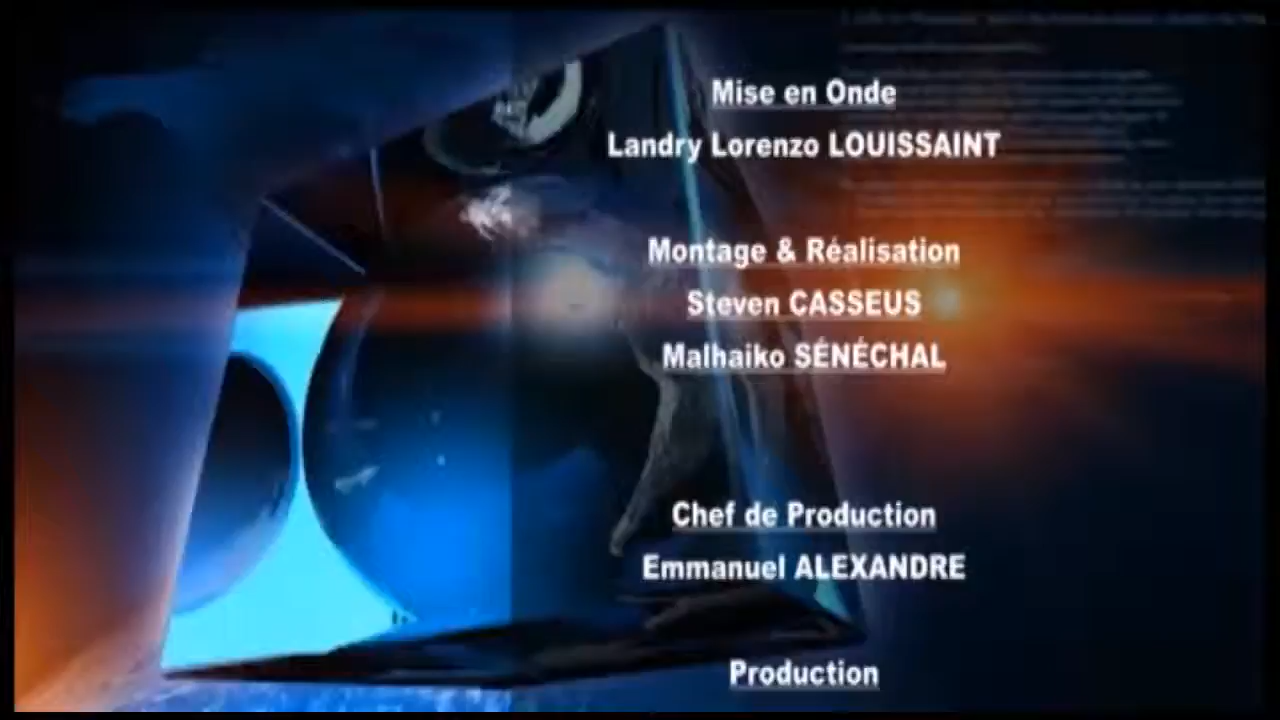 Mise en Onde
Landry Lorenzo LOUISSAINT
Montage & Réalisation
Steven CASSEUS
Malhaiko SÉNÉCHAL
Chef de Production
Emmanuel ALEXANDRE
Production